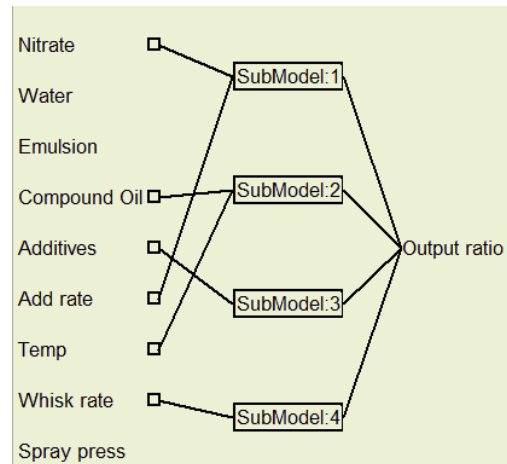 Nitrate
Water
Emulsion
Compound Oil
Additives
Add rate
Temp
Whisk rate
Spray press
SubModel:1
SubModel:2
SubModel:3
SubModel:4
Output ratio